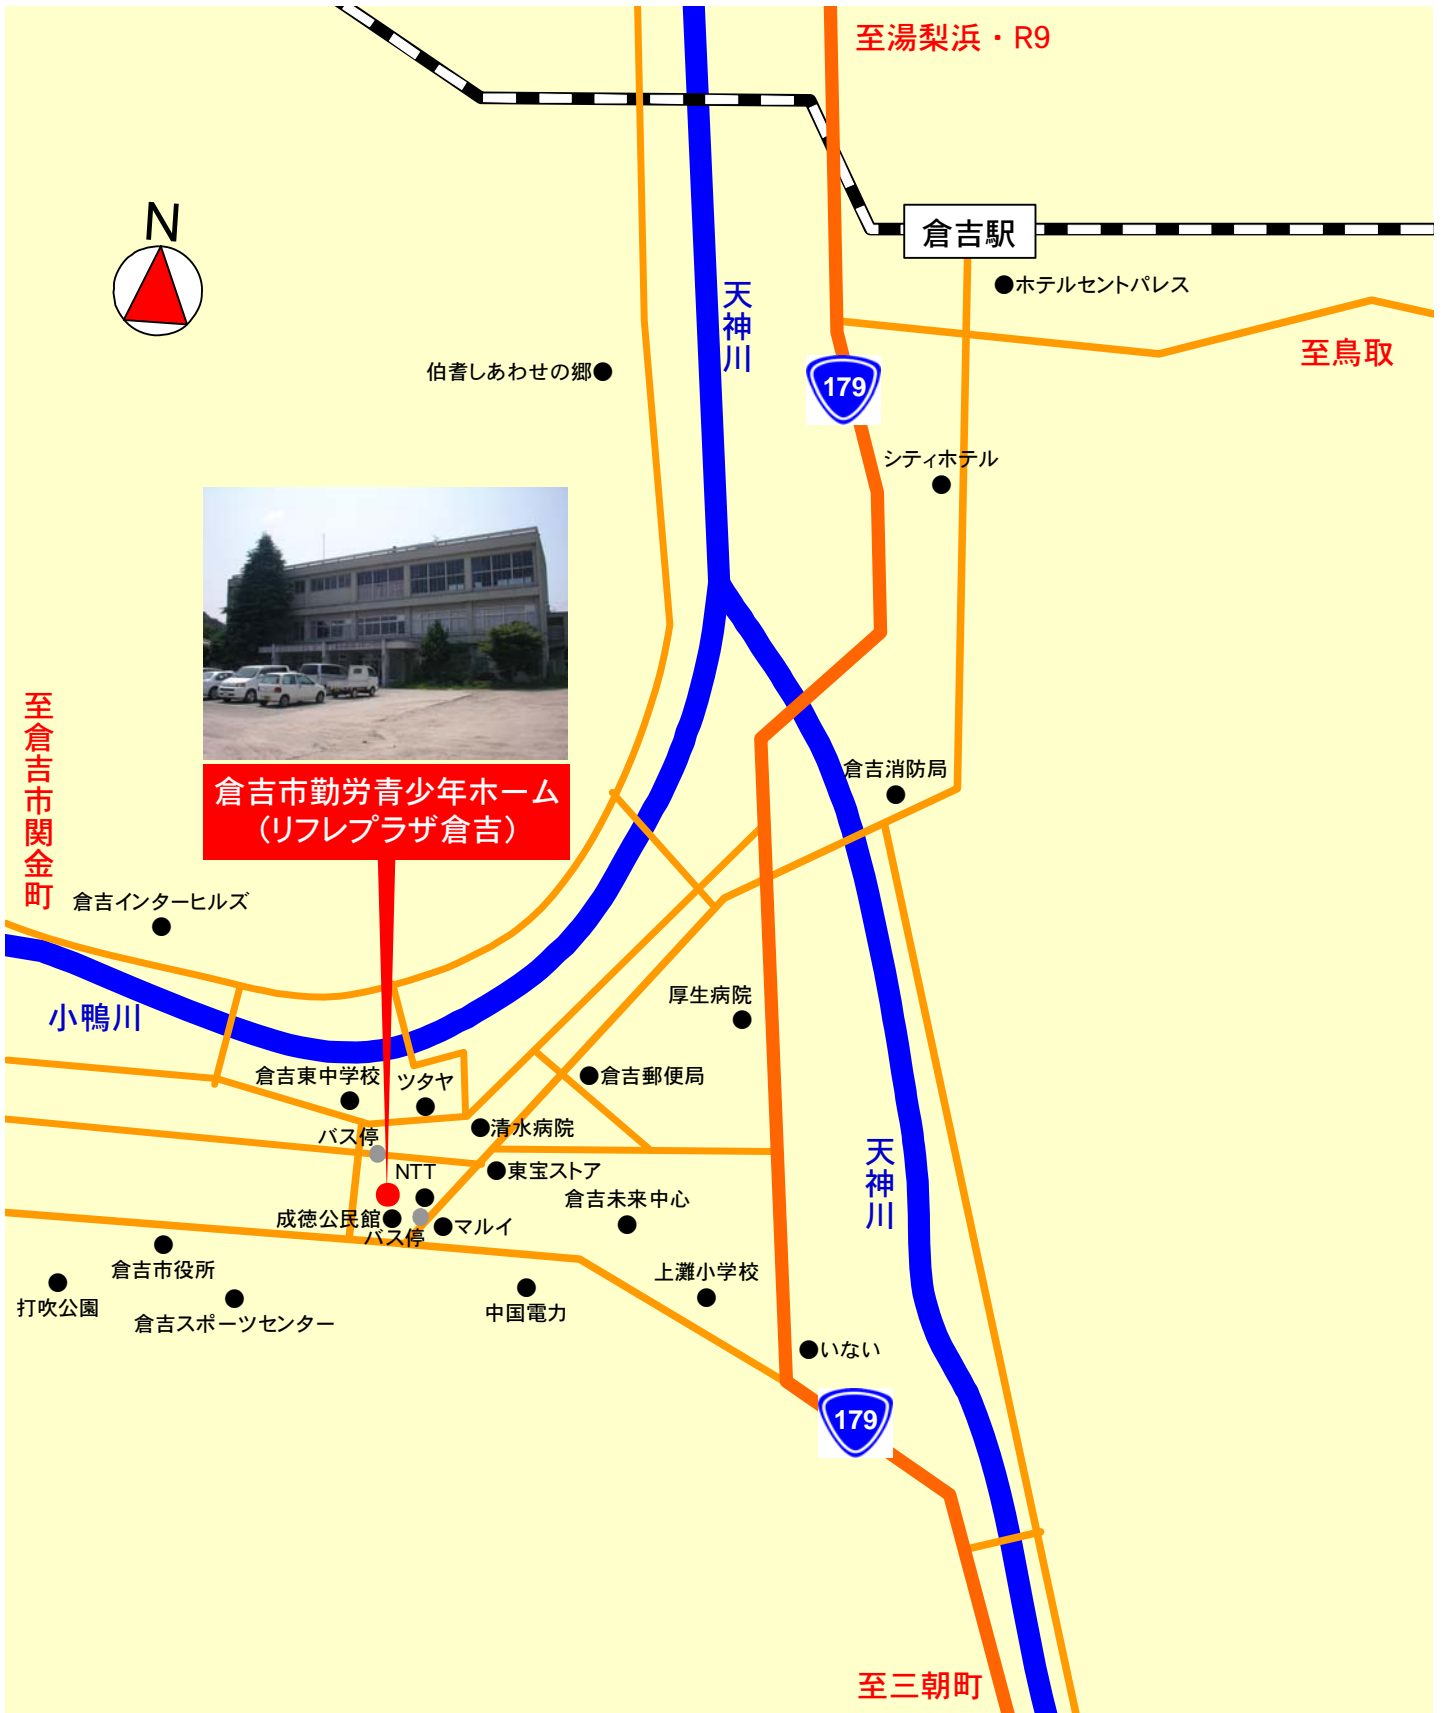 至湯梨浜・R9
N
倉吉駅
ホテルセントパレス
天神川
至鳥取
伯耆しあわせの郷
179
シティホテル
至倉吉市関金町
倉吉消防局
倉吉市勤労青少年ホーム
（リフレプラザ倉吉）
倉吉インターヒルズ
厚生病院
小鴨川
倉吉東中学校
ツタヤ
倉吉郵便局
清水病院
バス停
天神川
NTT
東宝ストア
倉吉未来中心
成徳公民館
マルイ
バス停
倉吉市役所
上灘小学校
打吹公園
倉吉スポーツセンター
中国電力
いない
179
至三朝町